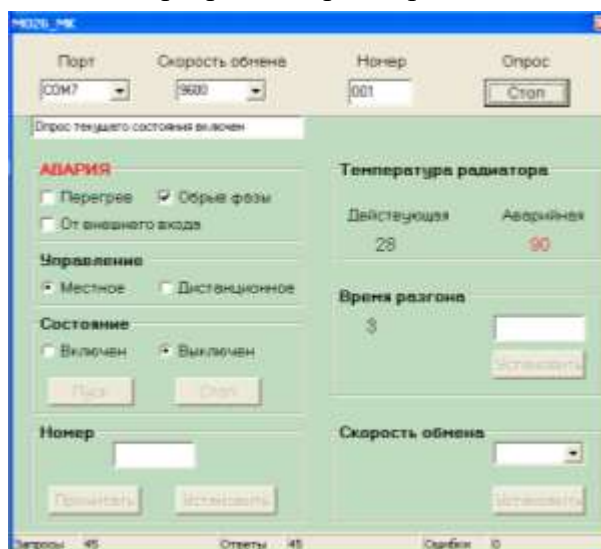 M026_МК
Порт Скорость обмена Номер Опрос
COM7 9600 001 Стоп
Опрос текущего состояния включен
АВАРИЯ
Перегрев Обрыв фазы
От внешнего входа
Управление
Местное Дистанционное
Состояние
Включен Выключен
Пуск Стоп
Номер
Прочитать Установить
Температура радиатора
Действующая Аварийная
28 90
Время разгона
3
Установить
Скорость обмена
Установить
Запросы 45 Ответы 45 Ошибки 0